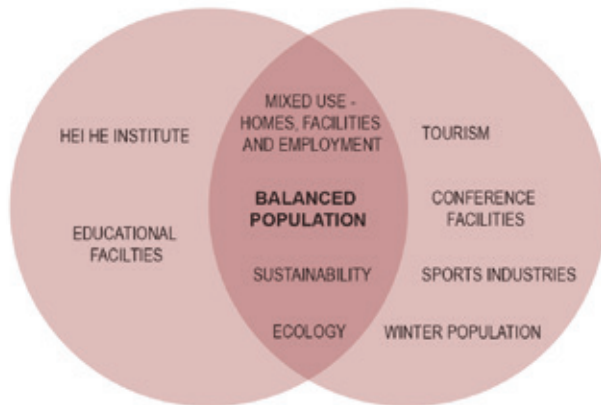 HEI HE INSTITUTE
EDUCATIONAL
FACILTIES
MIXED USE -
HOMES, FACILITIES
AND EMPLOYMENT
BALANCED
POPULATION
SUSTAINABILITY
ECOLOGY
TOURISM
CONFERENCE
FACILITIES
SPORTS INDUSTRIES
WINTER POPULATION